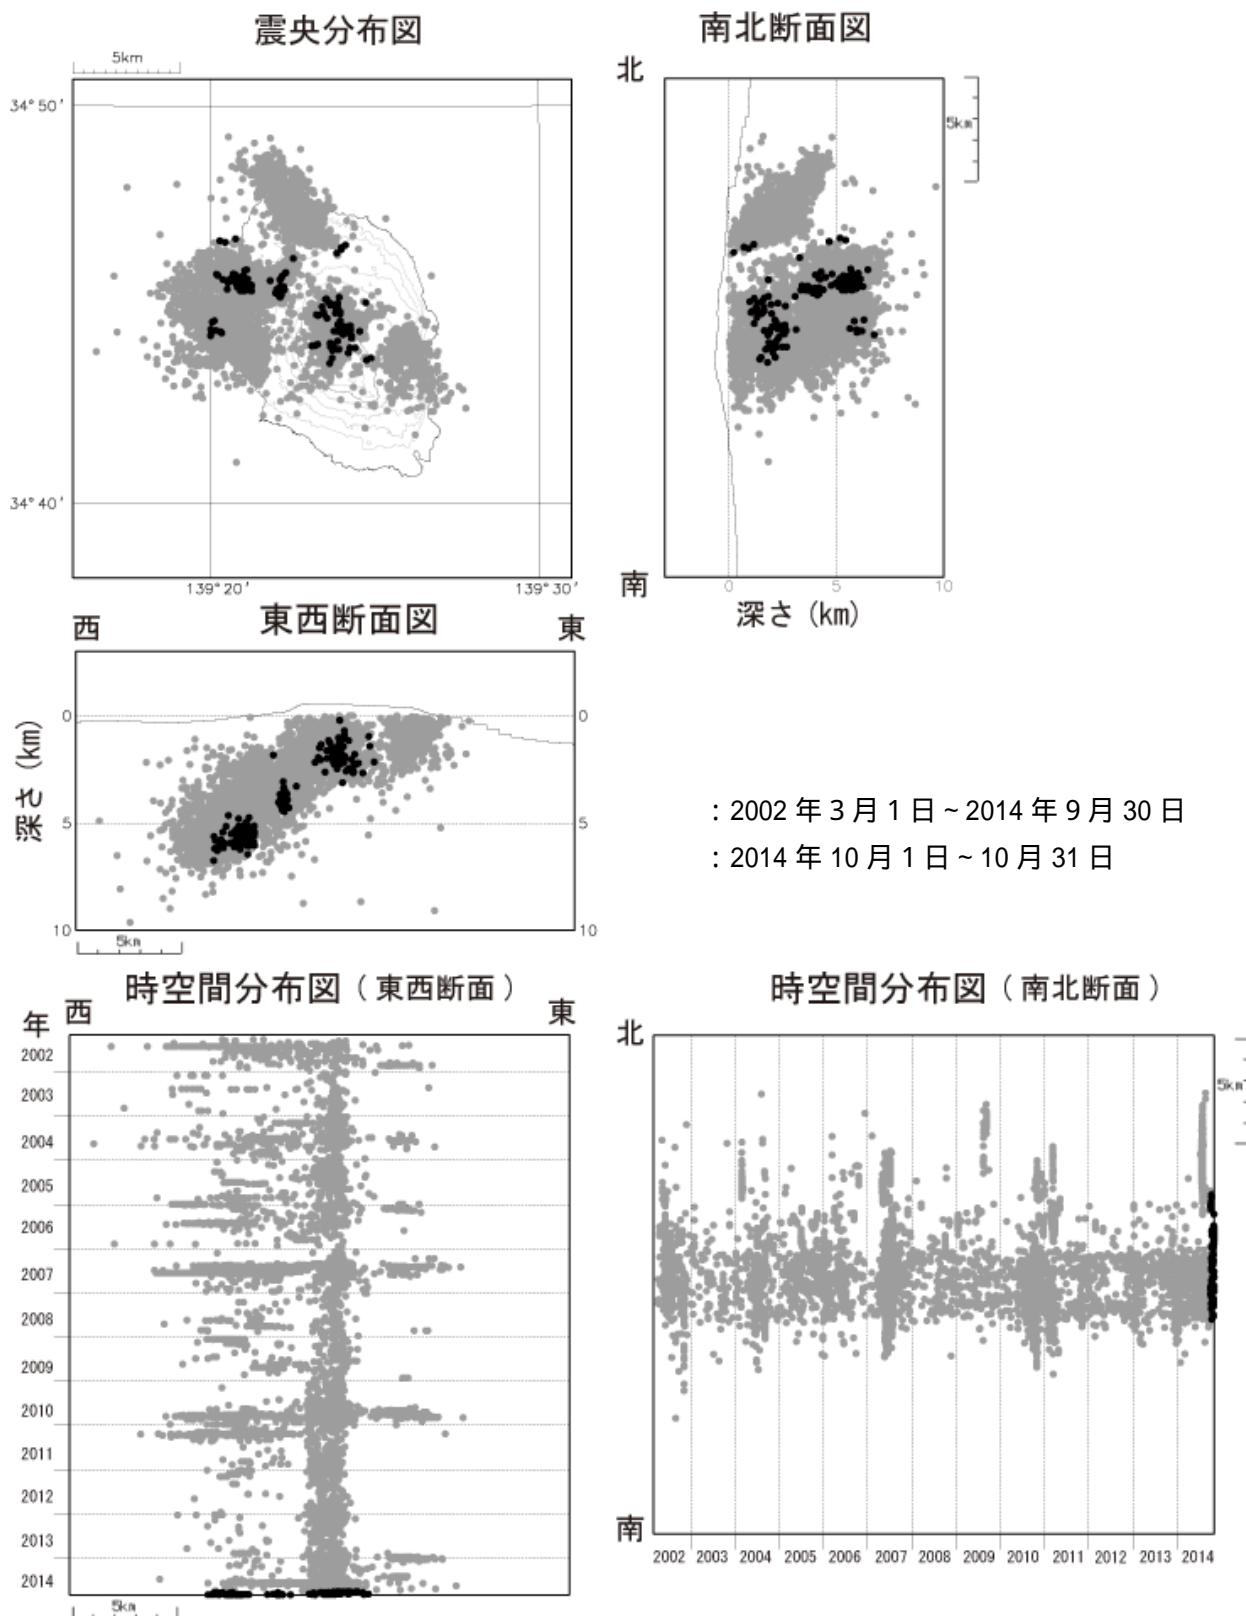 震央分布図
南北断面図
5km
北
34°50'
5km
34°40'
139°20'
139°30'
南
0
5
10
深さ (km)
東西断面図
西
東
0
0
深さ (km)
5
5
10
10
5km
: 2002 年 3 月 1 日 ~ 2014 年 9 月 30 日
: 2014 年 10 月 1 日 ~ 10 月 31 日
時空間分布図（東西断面）
年
西
東
2002
2003
2004
2005
2006
2007
2008
2009
2010
2011
2012
2013
2014
5km
時空間分布図（南北断面）
北
5km
南
2002 2003 2004 2005 2006 2007 2008 2009 2010 2011 2012 2013 2014